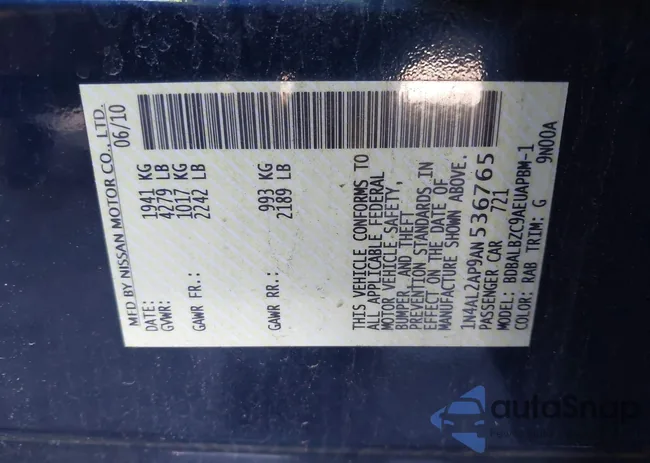 MFD BY NISSAN MOTOR CO., LTD.
DATE: 06/10
GVWR: 1941 KG
4279 LB
GAWR FR.: 1017 KG
2242 LB
GAWR RR.: 993 KG
2189 LB
THIS VEHICLE CONFORMS TO
ALL APPLICABLE FEDERAL
MOTOR VEHICLE SAFETY,
BUMPER, AND THEFT
PREVENTION STANDARDS IN
EFFECT ON THE DATE OF
MANUFACTURE SHOWN ABOVE.
1N4AL2AP9AN536765
PASSENGER CAR 721
MODEL: BDBALBZC9AEUAPBM-1
COLOR: RAB TRIM: G 9N00A
autoSnap